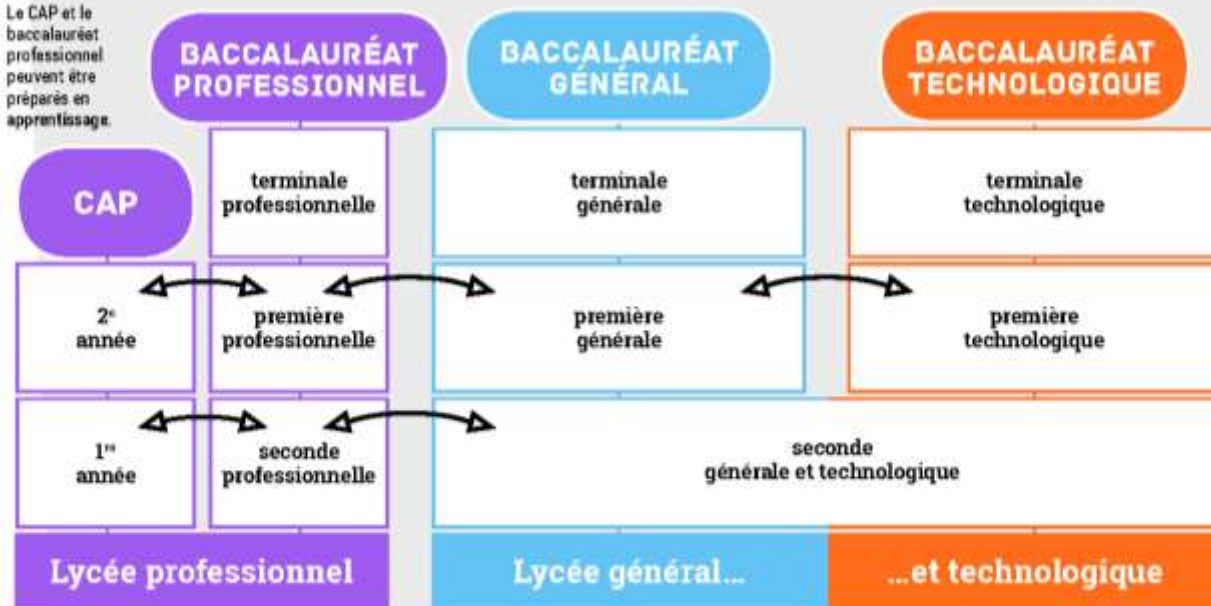 Le CAP et le
baccalauréat
professionnel
peuvent être
préparés en
apprentissage.
BACCALAURÉAT
PROFESSIONNEL
BACCALAURÉAT
GÉNÉRAL
BACCALAURÉAT
TECHNOLOGIQUE
CAP
terminale
professionnelle
terminale
générale
terminale
technologique
2e
année
première
professionnelle
première
générale
première
technologique
1re
année
seconde
professionnelle
seconde
générale et technologique
Lycée professionnel
Lycée général...
...et technologique